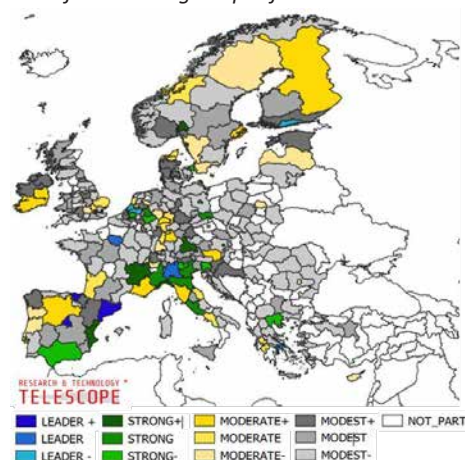 RESEARCH & TECHNOLOGY
TELESCOPE
LEADER + STRONG+| MODERATE+ MODEST+ NOT_PART
LEADER STRONG MODERATE MODEST
LEADER - STRONG- MODERATE- MODEST-